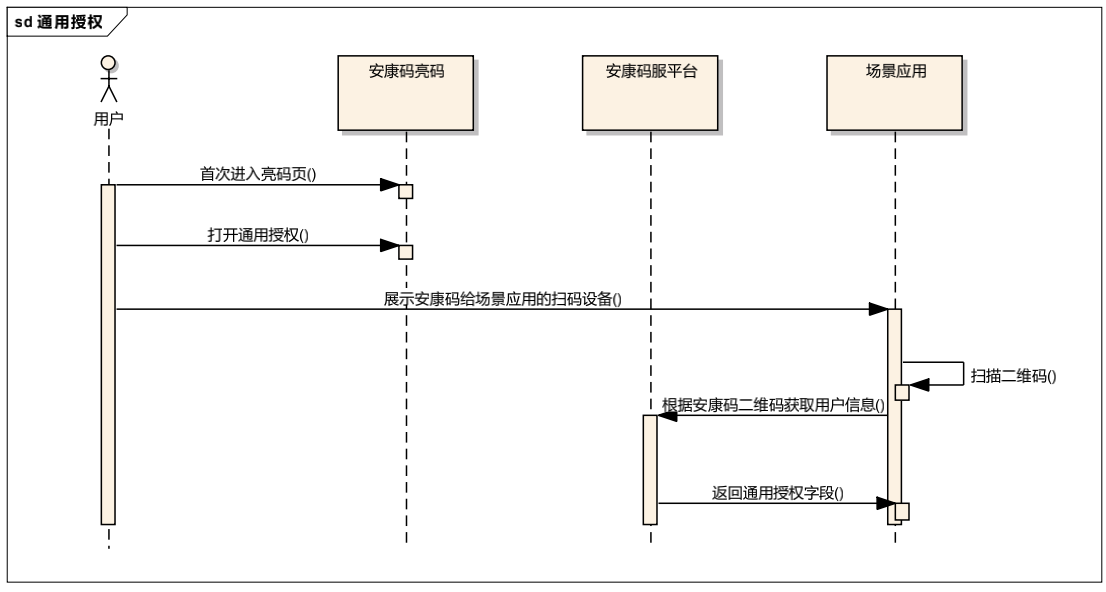 sd 通用授权
安康码亮码
安康码服平台
场景应用
用户
首次进入亮码页()
打开通用授权()
展示安康码给场景应用的扫码设备()
扫描二维码()
根据安康码二维码获取用户信息()
返回通用授权字段()